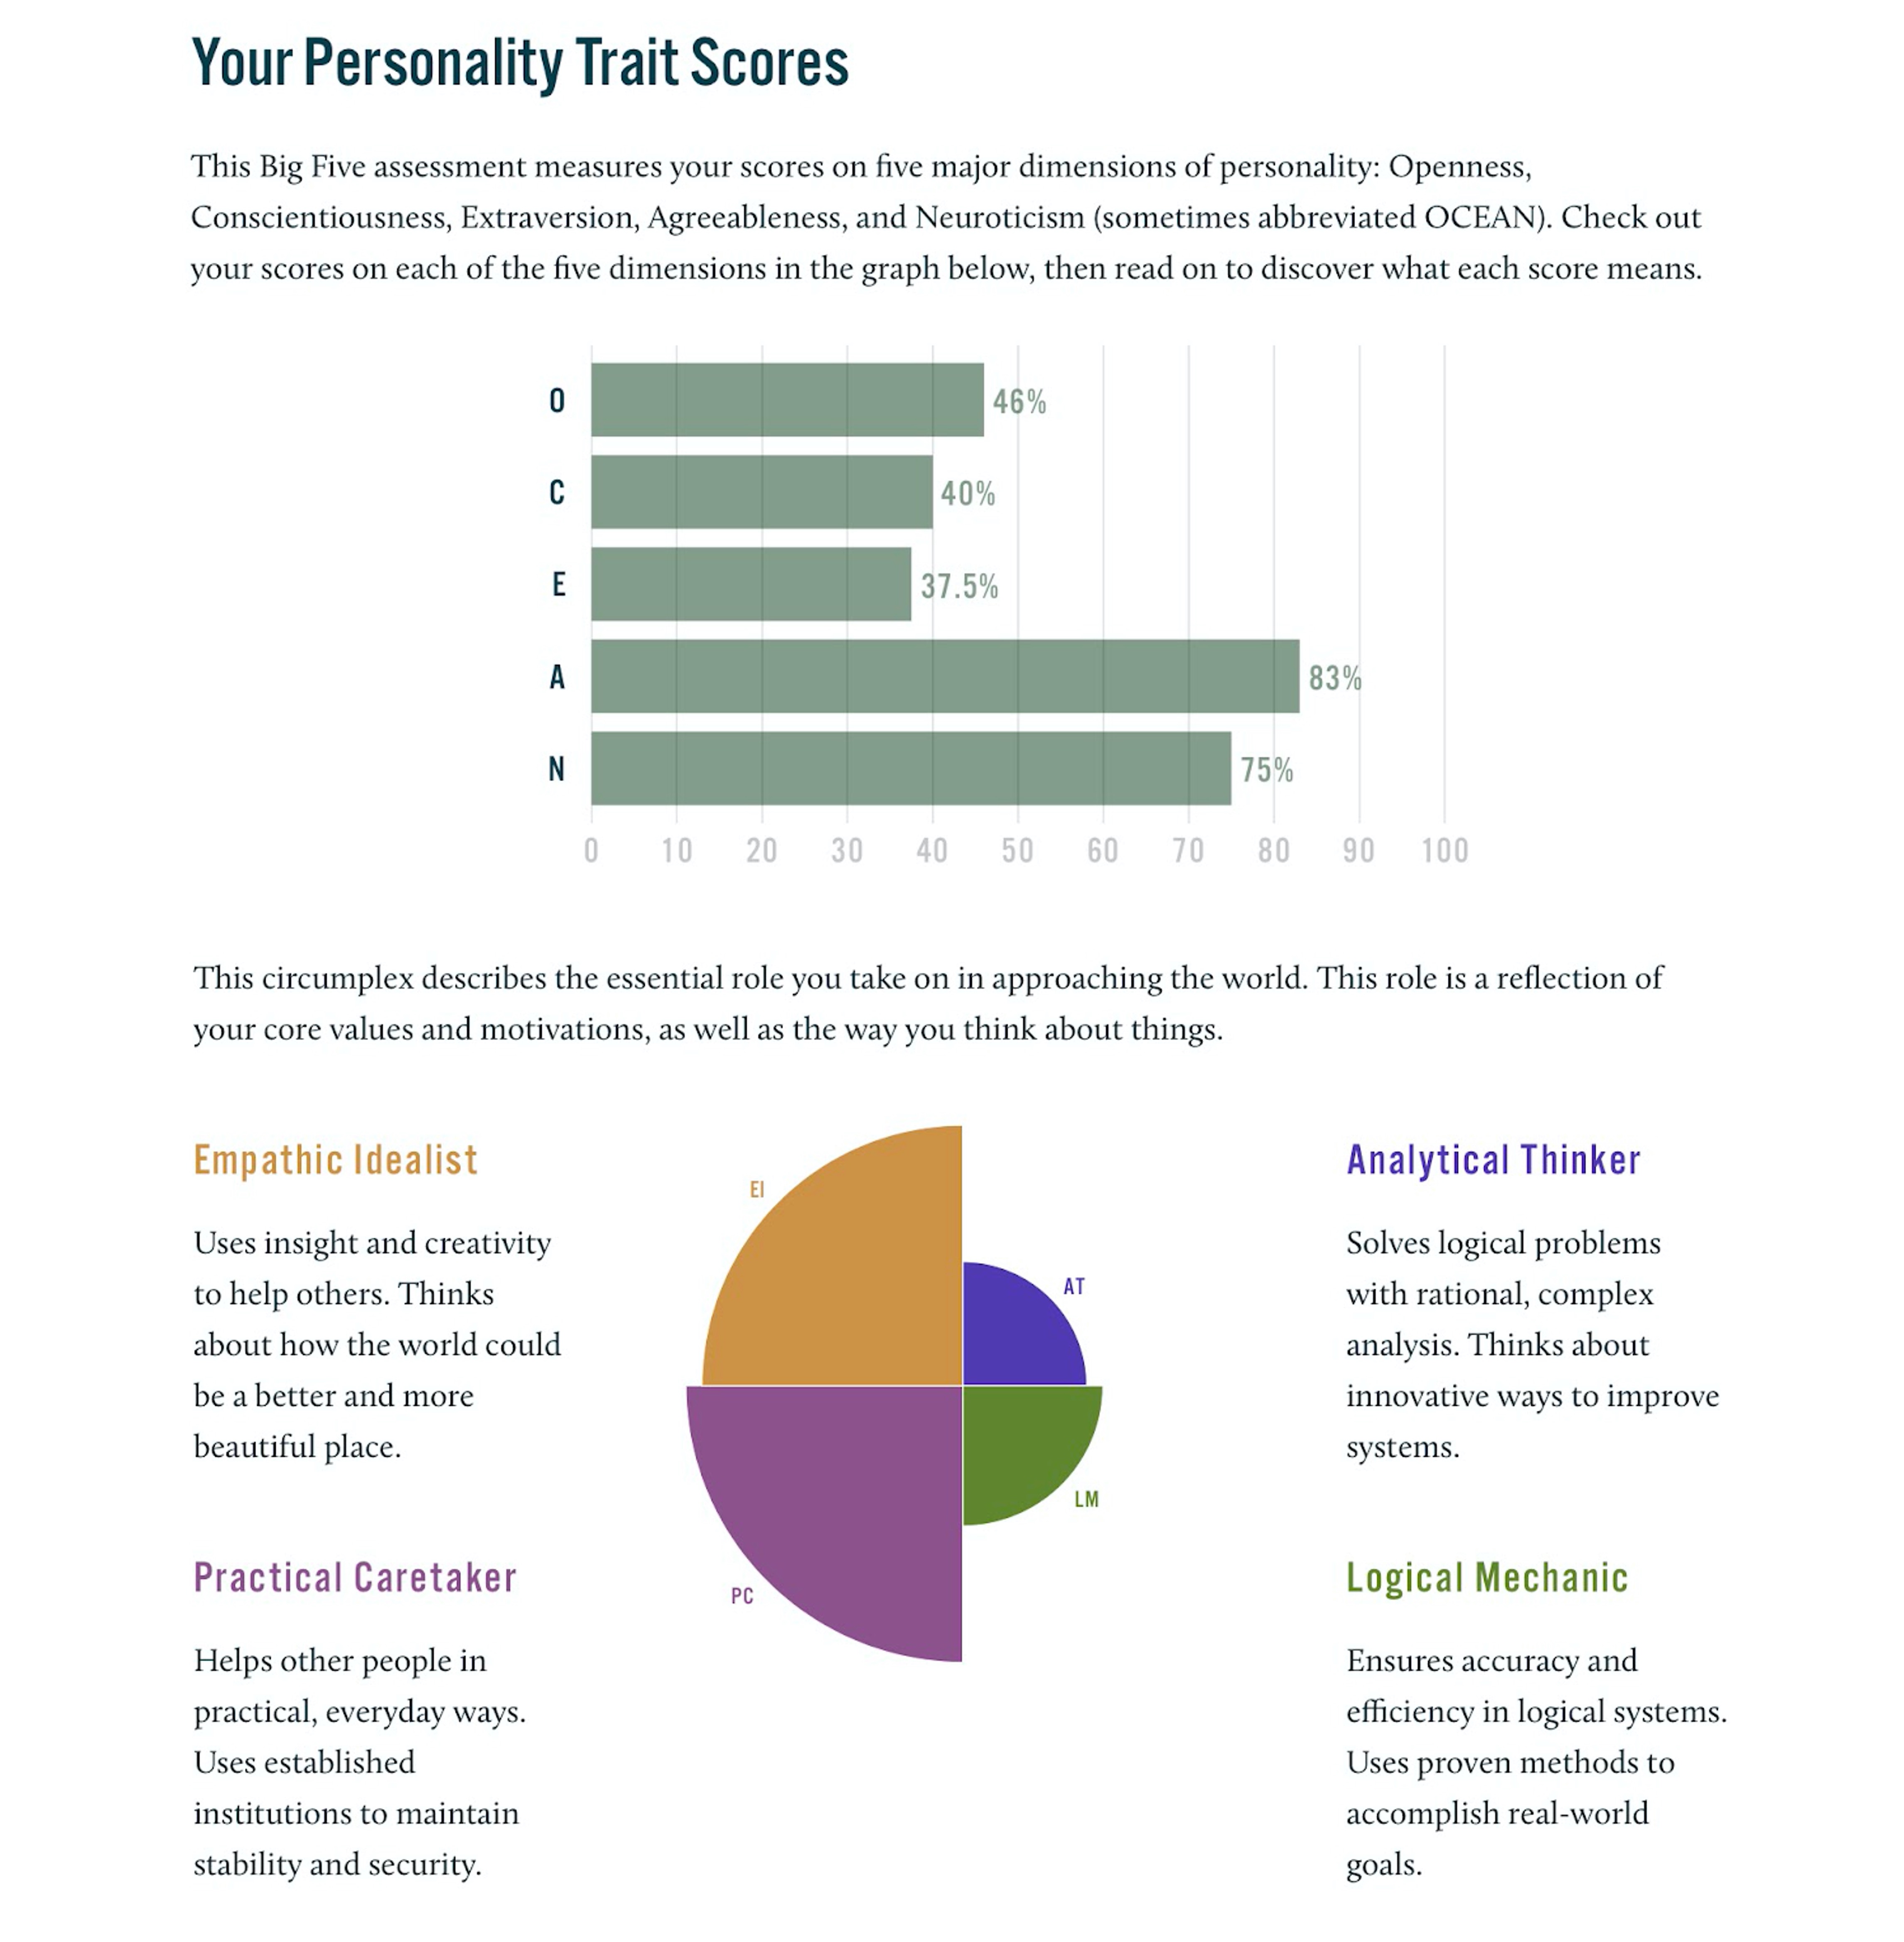 Your Personality Trait Scores
This Big Five assessment measures your scores on five major dimensions of personality: Openness,
Conscientiousness, Extraversion, Agreeableness, and Neuroticism (sometimes abbreviated OCEAN). Check out
your scores on each of the five dimensions in the graph below, then read on to discover what each score means.
O 46%
C 40%
E 37.5%
A 83%
N 75%
0 10 20 30 40 50 60 70 80 90 100
This circumplex describes the essential role you take on in approaching the world. This role is a reflection of
your core values and motivations, as well as the way you think about things.
Empathic Idealist
Uses insight and creativity
to help others. Thinks
about how the world could
be a better and more
beautiful place.
Practical Caretaker
Helps other people in
practical, everyday ways.
Uses established
institutions to maintain
stability and security.
EI
AT
LM
PC
Analytical Thinker
Solves logical problems
with rational, complex
analysis. Thinks about
innovative ways to improve
systems.
Logical Mechanic
Ensures accuracy and
efficiency in logical systems.
Uses proven methods to
accomplish real-world
goals.